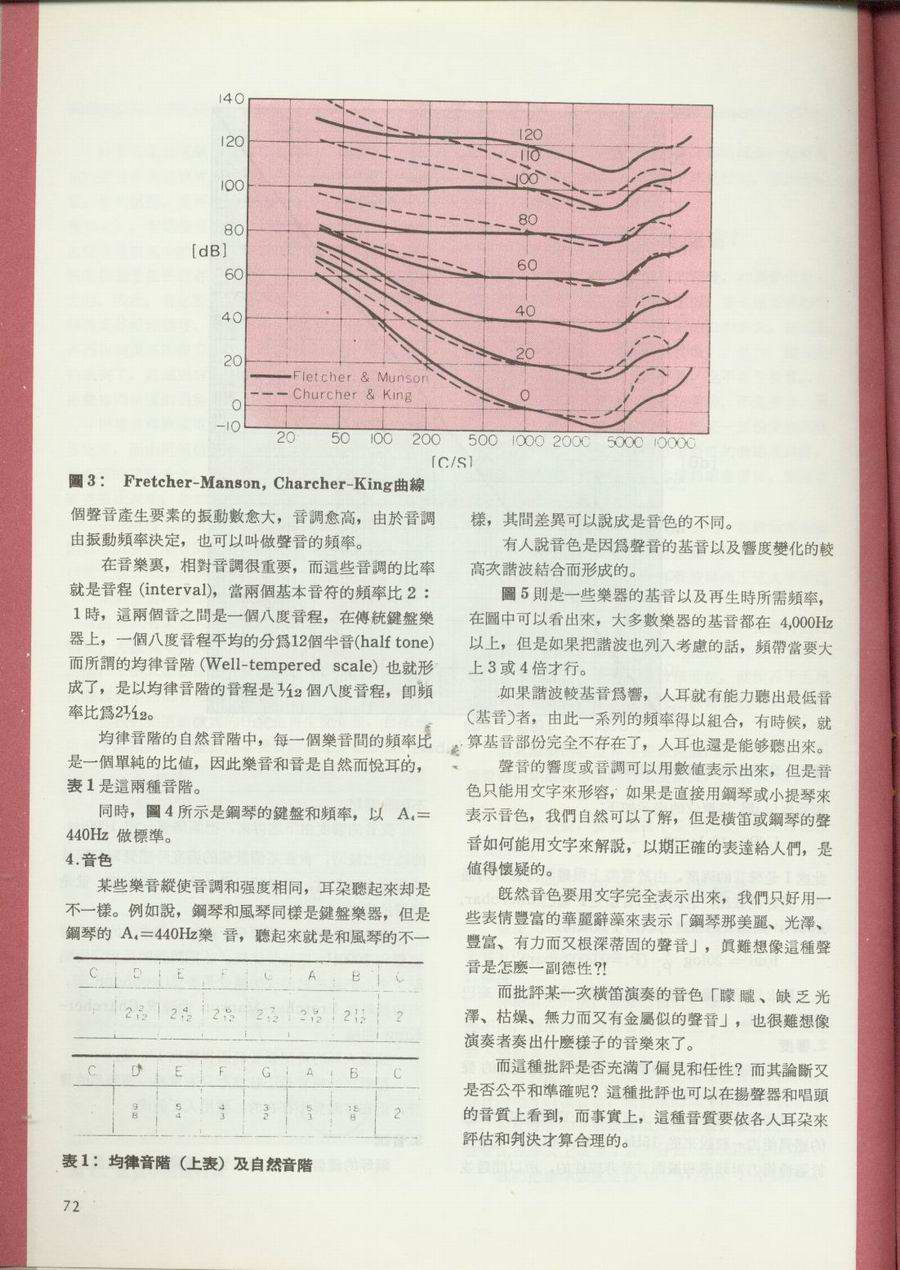 140
120
100
80
[dB]
60
40
20
0
-10
120
110
100
80
60
40
20
0
Fletcher & Munson
Churcher & King
20 50 100 200 500 1000 2000 5000 10000
[C/S]
圖3： Fretcher-Manson, Charcher-King曲線
個聲音產生要素的振動數愈大，音調愈高，由於音調
由振動頻率決定，也可以叫做聲音的頻率。
在音樂裏，相對音調很重要，而這些音調的比率
就是音程 (interval)，當兩個基本音符的頻率比 2：
1時，這兩個音之間是一個八度音程，在傳統鍵盤樂
器上，一個八度音程平均的分爲12個半音(half tone)
而所謂的均律音階 (Well-tempered scale) 也就形
成了，是以均律音階的音程是 1/12 個八度音程，卽頻
率比爲21/12。
均律音階的自然音階中，每一個樂音間的頻率比
是一個單純的比值，因此樂音和音是自然而悅耳的，
表1是這兩種音階。
同時，圖4所示是鋼琴的鍵盤和頻率，以 A₄=
440Hz 做標準。
4.音色
某些樂音縱使音調和强度相同，耳朶聽起來却是
不一樣。例如說，鋼琴和風琴同樣是鍵盤樂器，但是
鋼琴的 A₄=440Hz樂 音，聽起來就是和風琴的不一
C D E F G A B C
2 2/12 2 4/12 2 2 7/12 2 9/12 2 11/12 2
C D E F G A B C
9/8 5/4 4/3 3/2 5/3 15/8 2
表1：均律音階（上表）及自然音階
72
樣，其間差異可以說成是音色的不同。
有人說音色是因爲聲音的基音以及響度變化的較
高次諧波結合而形成的。
圖5則是一些樂器的基音以及再生時所需頻率，
在圖中可以看出來，大多數樂器的基音都在 4,000Hz
以上，但是如果把諧波也列入考慮的話，頻帶當要大
上3或4倍才行。
如果諧波較基音爲響，人耳就有能力聽出最低音
(基音)者，由此一系列的頻率得以組合，有時候，就
算基音部份完全不存在了，人耳也還是能够聽出來。
聲音的響度或音調可以用數値表示出來，但是音
色只能用文字來形容，如果是直接用鋼琴或小提琴來
表示音色，我們自然可以了解，但是橫笛或鋼琴的聲
音如何能用文字來解說，以期正確的表達給人們，是
値得懷疑的。
旣然音色要用文字完全表示出來，我們只好用一
些表情豐富的華麗辭藻來表示「鋼琴那美麗、光澤、
豐富、有力而又根深蒂固的聲音」，眞難想像這種聲
音是怎麽一副德性?!
而批評某一次橫笛演奏的音色「矇矓、缺乏光
澤、枯燥、無力而又有金屬似的聲音」，也很難想像
演奏者奏出什麽樣子的音樂來了。
而這種批評是否充滿了偏見和任性？而其論斷又
是否公平和準確呢？這種批評也可以在揚聲器和唱頭
的音質上看到，而事實上，這種音質要依各人耳朶來
評估和判決才算合理的。